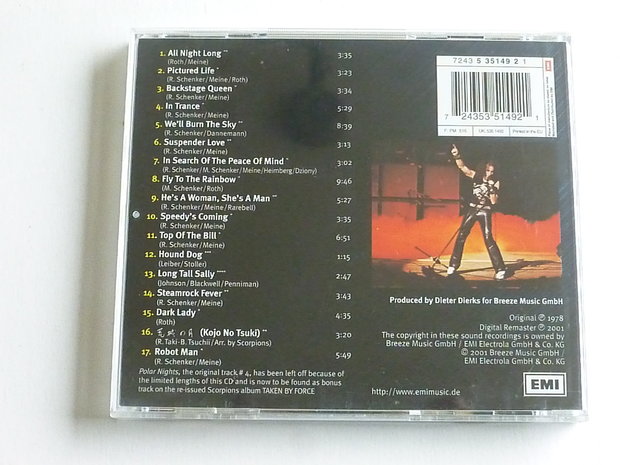 1. All Night Long ** 3:35
(Roth/Meine)
2. Pictured Life * 3:23
(R. Schenker/Meine/Roth)
3. Backstage Queen * 3:34
(R. Schenker/Meine)
4. In Trance * 5:29
(R. Schenker/Meine)
5. We'll Burn The Sky ** 8:39
(R. Schenker/Dannemann)
6. Suspender Love ** 3:13
(R. Schenker/Meine)
7. In Search Of The Peace Of Mind * 3:02
(R. Schenker/M. Schenker/Meine/Heimberg/Dziomy)
8. Fly To The Rainbow * 9:46
(M. Schenker/Roth)
9. He's A Woman, She's A Man ** 5:27
(R. Schenker/Meine/Rarebell)
10. Speedy's Coming * 3:35
(R. Schenker/Meine)
11. Top Of The Bill * 6:51
(R. Schenker/Meine)
12. Hound Dog *** 1:15
(Leiber/Stoller)
13. Long Tall Sally **** 2:47
(Johnson/Blackwell/Penniman)
14. Steamrock Fever ** 3:43
(R. Schenker/Meine)
15. Dark Lady * 4:35
(Roth)
16. 荒城の月 (Kojo No Tsuki) ** 3:20
(R.Taki-B. Tsuchii/Arr. by Scorpions)
17. Robot Man * 5:49
(R. Schenker/Meine)
Polar Nights, the original track # 4, has been left off because of
the limited lengths of this CD and is now to be found as bonus
track on the re-issued Scorpions album TAKEN BY FORCE
7243 5 35149 2 1
7 24353 51492 1
Printed in the EU
Produced by Dieter Dierks for Breeze Music GmbH
Original ℗ 1978
Digital Remaster ℗ 2001
The copyright in these sound recordings is owned by
Breeze Music GmbH / EMI Electrola GmbH & Co. KG
© 2001 Breeze Music GmbH /
EMI Electrola GmbH & Co. KG
http://www.emimusic.de
EMI